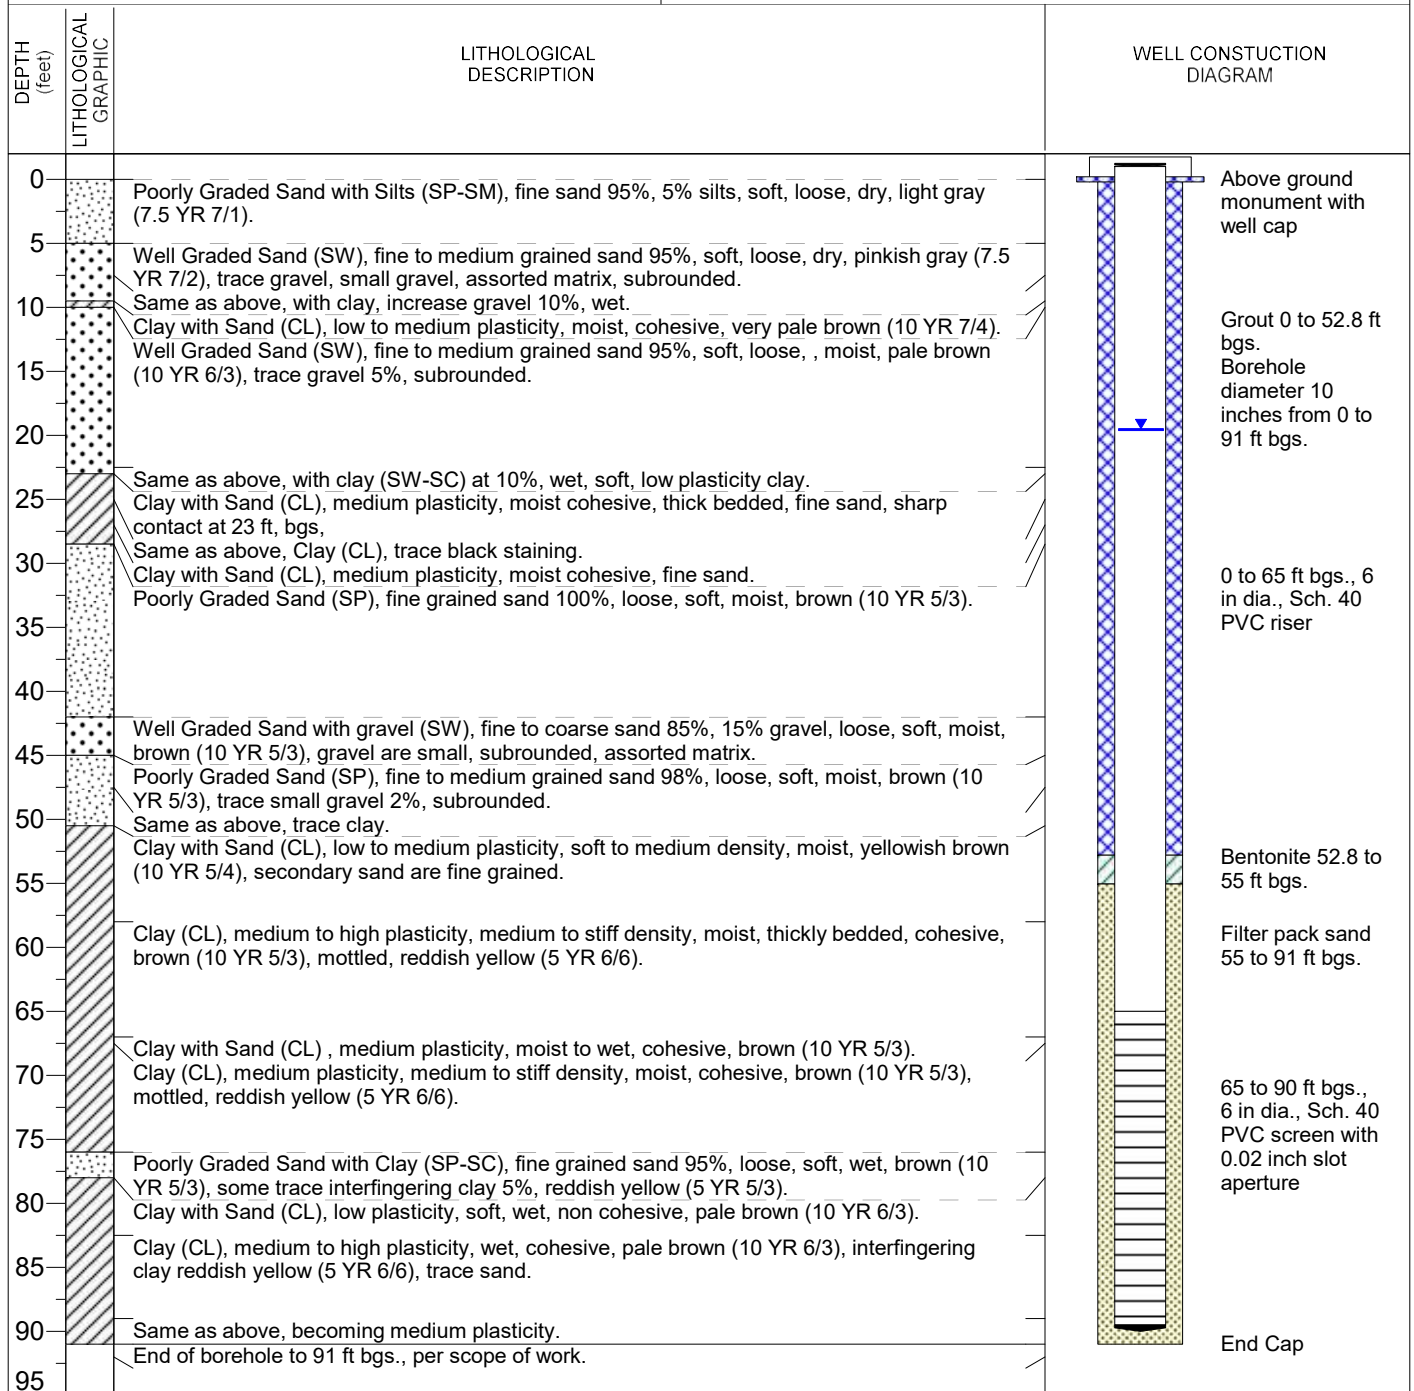 DEPTH
(feet)
LITHOLOGICAL
GRAPHIC
LITHOLOGICAL
DESCRIPTION
WELL CONSTUCTION
DIAGRAM
0
5
10
15
20
25
30
35
40
45
50
55
60
65
70
75
80
85
90
95
Poorly Graded Sand with Silts (SP-SM), fine sand 95%, 5% silts, soft, loose, dry, light gray
(7.5 YR 7/1).
Well Graded Sand (SW), fine to medium grained sand 95%, soft, loose, dry, pinkish gray (7.5
YR 7/2), trace gravel, small gravel, assorted matrix, subrounded.
Same as above, with clay, increase gravel 10%, wet.
Clay with Sand (CL), low to medium plasticity, moist, cohesive, very pale brown (10 YR 7/4).
Well Graded Sand (SW), fine to medium grained sand 95%, soft, loose, , moist, pale brown
(10 YR 6/3), trace gravel 5%, subrounded.
Same as above, with clay (SW-SC) at 10%, wet, soft, low plasticity clay.
Clay with Sand (CL), medium plasticity, moist cohesive, thick bedded, fine sand, sharp
contact at 23 ft, bgs,
Same as above, Clay (CL), trace black staining.
Clay with Sand (CL), medium plasticity, moist cohesive, fine sand.
Poorly Graded Sand (SP), fine grained sand 100%, loose, soft, moist, brown (10 YR 5/3).
Well Graded Sand with gravel (SW), fine to coarse sand 85%, 15% gravel, loose, soft, moist,
brown (10 YR 5/3), gravel are small, subrounded, assorted matrix.
Poorly Graded Sand (SP), fine to medium grained sand 98%, loose, soft, moist, brown (10
YR 5/3), trace small gravel 2%, subrounded.
Same as above, trace clay.
Clay with Sand (CL), low to medium plasticity, soft to medium density, moist, yellowish brown
(10 YR 5/4), secondary sand are fine grained.
Clay (CL), medium to high plasticity, medium to stiff density, moist, thickly bedded, cohesive,
brown (10 YR 5/3), mottled, reddish yellow (5 YR 6/6).
Clay with Sand (CL) , medium plasticity, moist to wet, cohesive, brown (10 YR 5/3).
Clay (CL), medium plasticity, medium to stiff density, moist, cohesive, brown (10 YR 5/3),
mottled, reddish yellow (5 YR 6/6).
Poorly Graded Sand with Clay (SP-SC), fine grained sand 95%, loose, soft, wet, brown (10
YR 5/3), some trace interfingering clay 5%, reddish yellow (5 YR 5/3).
Clay with Sand (CL), low plasticity, soft, wet, non cohesive, pale brown (10 YR 6/3).
Clay (CL), medium to high plasticity, wet, cohesive, pale brown (10 YR 6/3), interfingering
clay reddish yellow (5 YR 6/6), trace sand.
Same as above, becoming medium plasticity.
End of borehole to 91 ft bgs., per scope of work.
Above ground
monument with
well cap
Grout 0 to 52.8 ft
bgs.
Borehole
diameter 10
inches from 0 to
91 ft bgs.
0 to 65 ft bgs., 6
in dia., Sch. 40
PVC riser
Bentonite 52.8 to
55 ft bgs.
Filter pack sand
55 to 91 ft bgs.
65 to 90 ft bgs.,
6 in dia., Sch. 40
PVC screen with
0.02 inch slot
aperture
End Cap